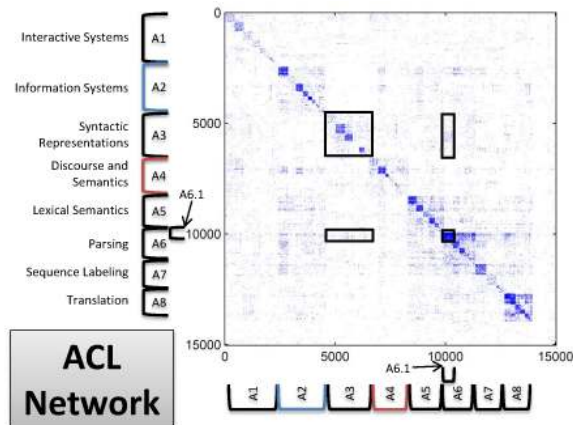 0
Interactive Systems A1
Information Systems A2
Syntactic
Representations A3
5000
Discourse and
Semantics A4
A6.1
Lexical Semantics A5
10000
Parsing A6
Sequence Labeling A7
Translation A8
15000
0 5000 10000 15000
A6.1
A1 A2 A3 A4 A5 A6 A7 A8
ACL
Network